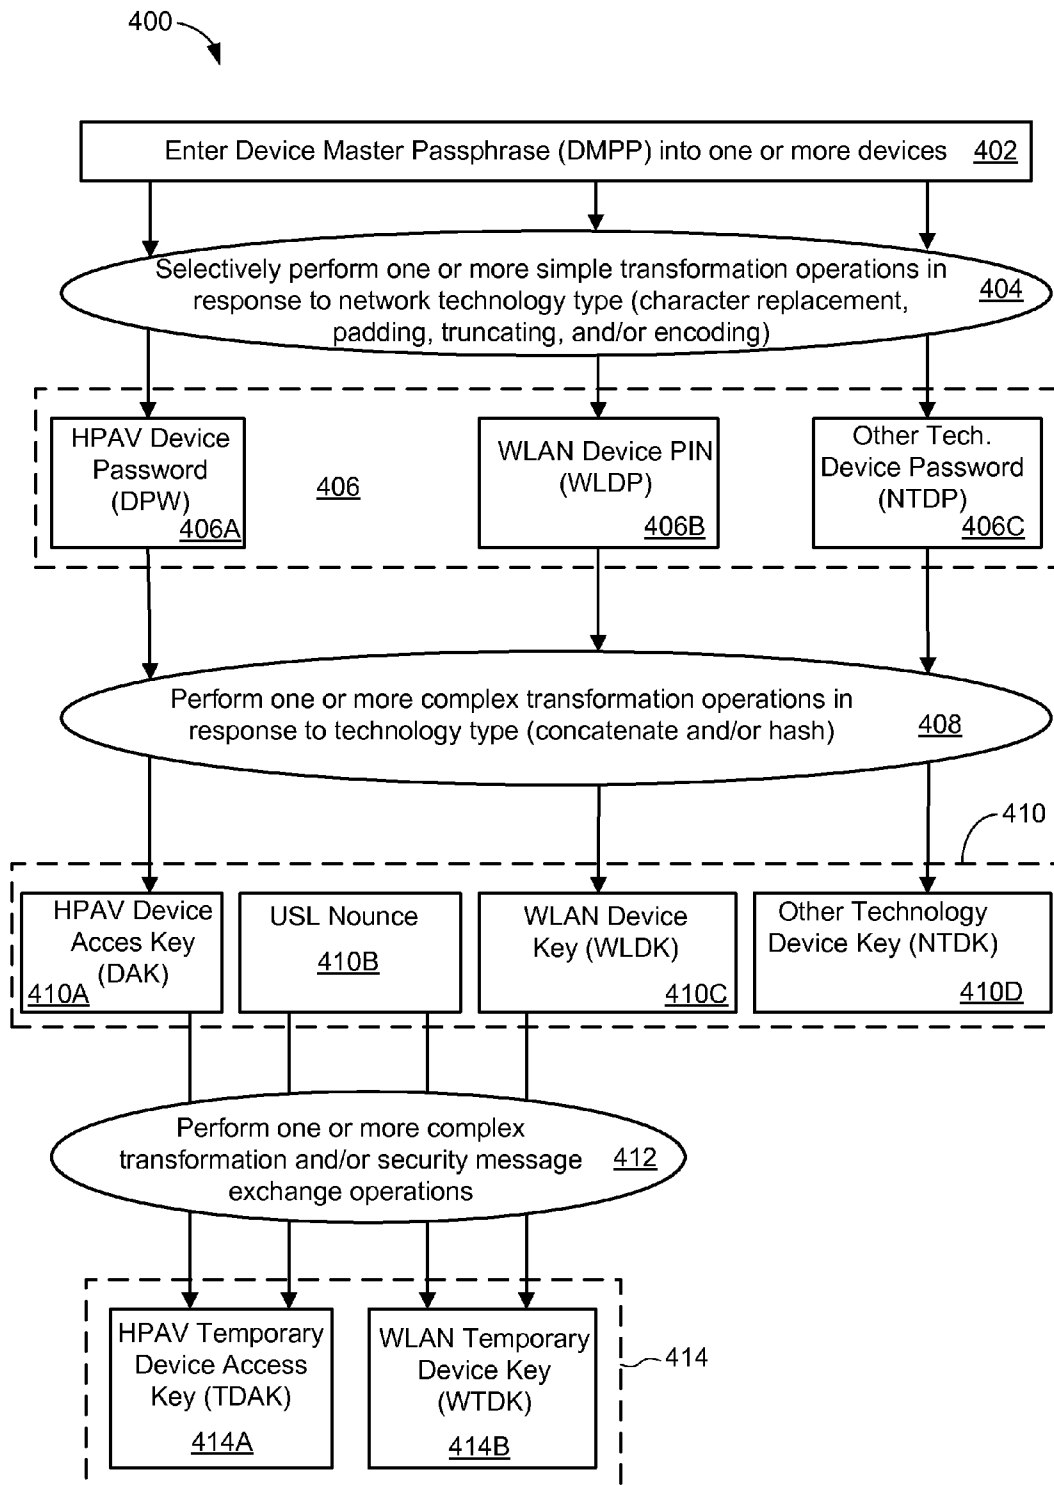 400
Enter Device Master Passphrase (DMPP) into one or more devices 402
Selectively perform one or more simple transformation operations in
response to network technology type (character replacement,
padding, truncating, and/or encoding)
404
HPAV Device
Password
(DPW)
406A
406
WLAN Device PIN
(WLDP)
406B
Other Tech.
Device Password
(NTDP)
406C
Perform one or more complex transformation operations in
response to technology type (concatenate and/or hash)
408
410
HPAV Device
Acces Key
(DAK)
410A
USL Nounce
410B
WLAN Device
Key (WLDK)
410C
Other Technology
Device Key (NTDK)
410D
Perform one or more complex
transformation and/or security message
exchange operations
412
HPAV Temporary
Device Access
Key (TDAK)
414A
WLAN Temporary
Device Key
(WTDK)
414B
414